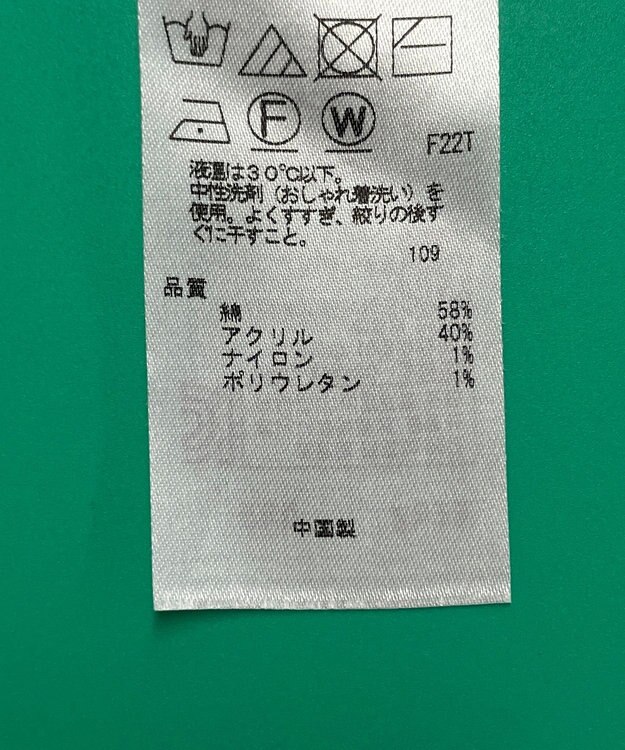 F W F22T
液温は30℃以下。
中性洗剤（おしゃれ着洗い）を
使用。よくすすぎ、絞りの後す
ぐに干すこと。
109
品質
綿 58%
アクリル 40%
ナイロン 1%
ポリウレタン 1%
中国製